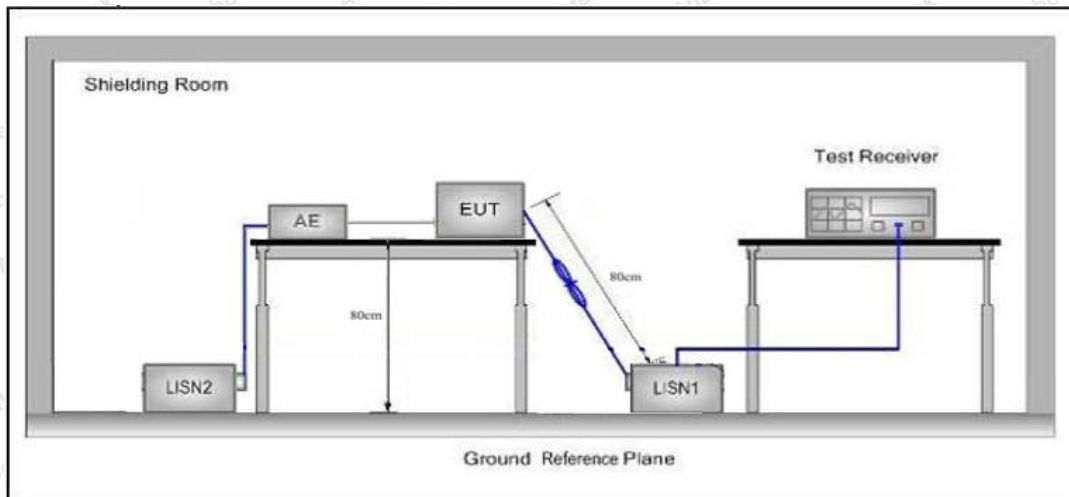 Shielding Room
Test Receiver
AE
EUT
80cm
80cm
LISN2
LISN1
Ground Reference Plane